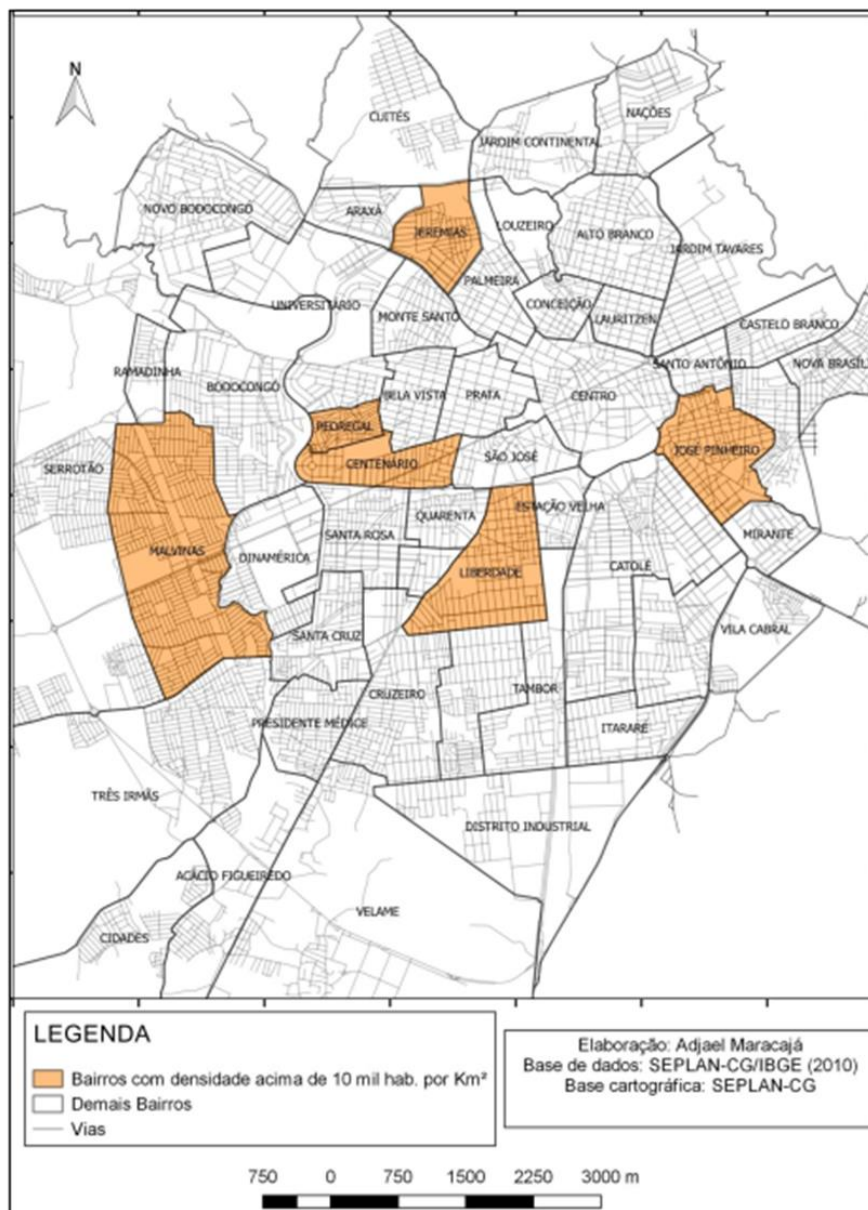 N
CUITÉS
NAÇÕES
JARDIM CONTINENTAL
NOVO BODOCONGÓ
ARAXÁ
JEREMIAS
LOUZEIRO
ALTO BRANCO
JARDIM TAVARES
PALMEIRA
UNIVERSITÁRIO
MONTE SANTO
CONCEIÇÃO
LAURITZEN
CASTELO BRANCO
RAMADINHA
BODOCONGÓ
BELA VISTA
PRATA
CENTRO
SANTO ANTÔNIO
NOVA BRASÍL
PEDREGAL
CENTENÁRIO
SÃO JOSÉ
JOSÉ PINHEIRO
SERROTÃO
MALVINAS
DINAMÉRICA
SANTA ROSA
QUARENTA
ESTAÇÃO VELHA
MIRANTE
LIBERDADE
CATOLÉ
SANTA CRUZ
VILA CABRAL
CRUZEIRO
TAMBOR
PRESIDENTE MÉDICE
ITARARÉ
TRÊS IRMÃS
DISTRITO INDUSTRIAL
ACÁCIO FIGUEIREDO
VELAME
CIDADES
LEGENDA
Bairros com densidade acima de 10 mil hab. por Km²
Demais Bairros
Vias
Elaboração: Adjael Maracajá
Base de dados: SEPLAN-CG/IBGE (2010)
Base cartográfica: SEPLAN-CG
750 0 750 1500 2250 3000 m